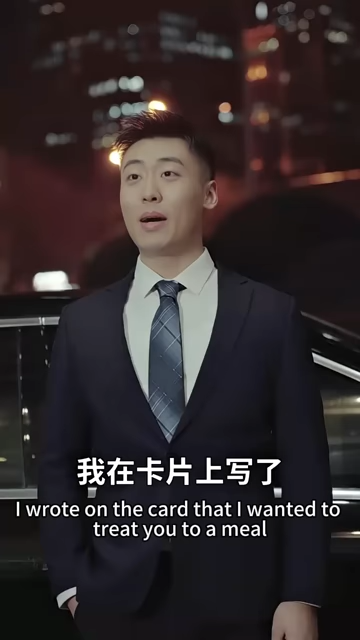 我在卡片上写了
I wrote on the card that I wanted to
treat you to a meal